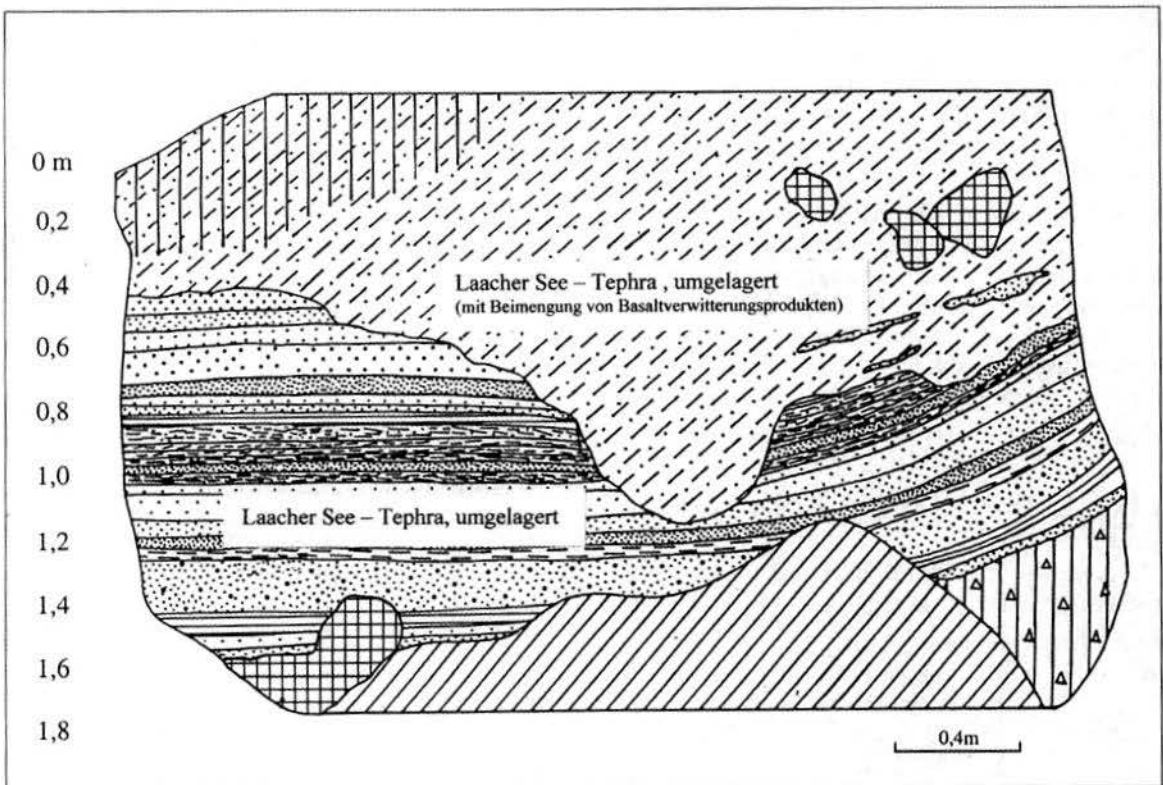 0 m
0,2
0,4
0,6
0,8
1,0
1,2
1,4
1,6
1,8
Laacher See – Tephra , umgelagert
(mit Beimengung von Basaltverwitterungsprodukten)
Laacher See – Tephra, umgelagert
0,4m